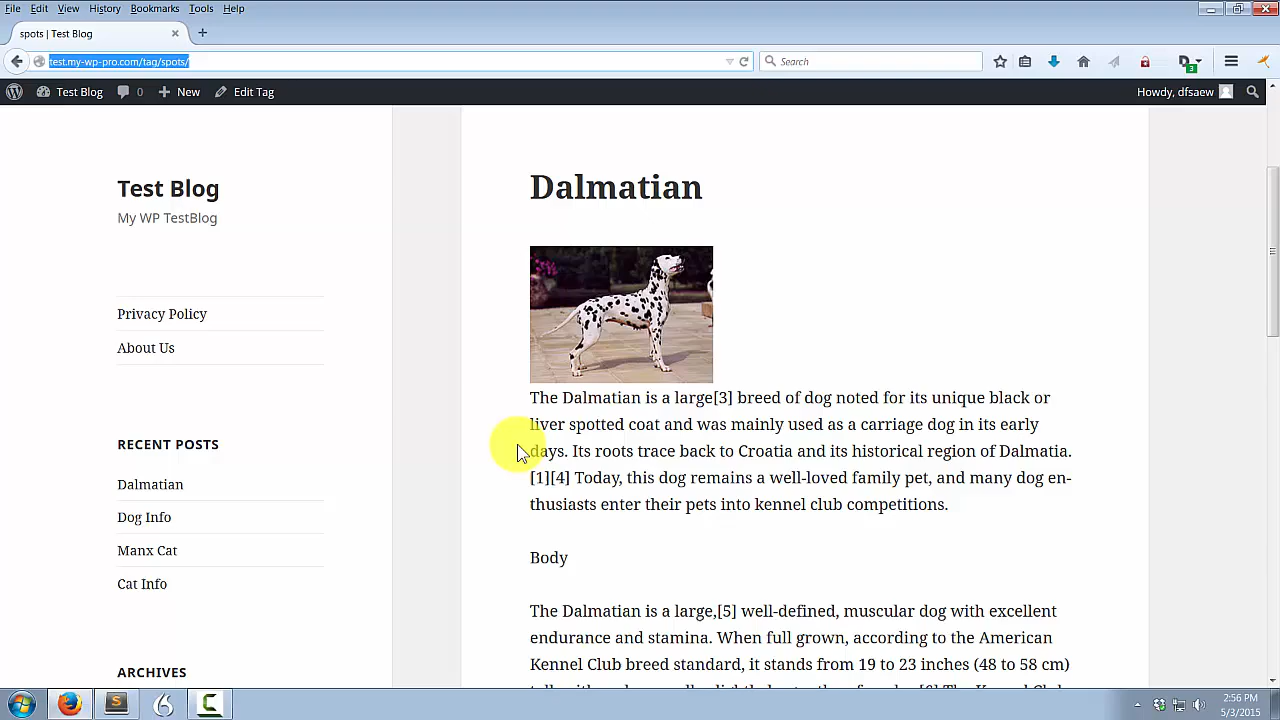 File Edit View History Bookmarks Tools Help
spots | Test Blog
test.my-wp-pro.com/tag/spots/
Search
3
Test Blog 0 New Edit Tag Howdy, dfsaew
Test Blog
My WP TestBlog
Privacy Policy
About Us
RECENT POSTS
Dalmatian
Dog Info
Manx Cat
Cat Info
ARCHIVES
Dalmatian
The Dalmatian is a large[3] breed of dog noted for its unique black or
liver spotted coat and was mainly used as a carriage dog in its early
days. Its roots trace back to Croatia and its historical region of Dalmatia.
[1][4] Today, this dog remains a well-loved family pet, and many dog en-
thusiasts enter their pets into kennel club competitions.
Body
The Dalmatian is a large,[5] well-defined, muscular dog with excellent
endurance and stamina. When full grown, according to the American
Kennel Club breed standard, it stands from 19 to 23 inches (48 to 58 cm)
2:56 PM
5/3/2015